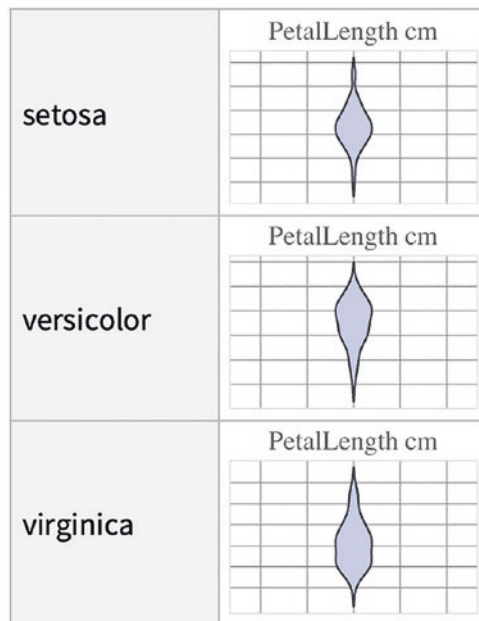 PetalLength cm
setosa
PetalLength cm
versicolor
PetalLength cm
virginica